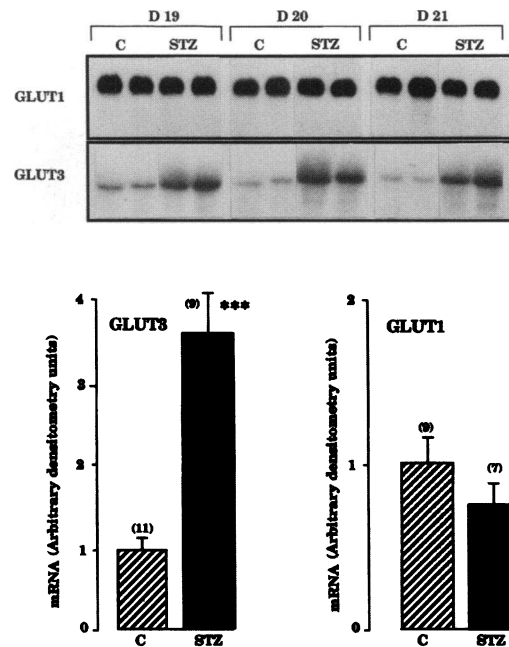 D 19 D 20 D 21
C STZ C STZ C STZ
GLUT1
GLUT3
mRNA (Arbitrary densitometry units)
4
3
2
1
0
GLUT3
(9) ***
(11)
C STZ
mRNA (Arbitrary densitometry units)
2
1
0
GLUT1
(9)
(7)
C STZ